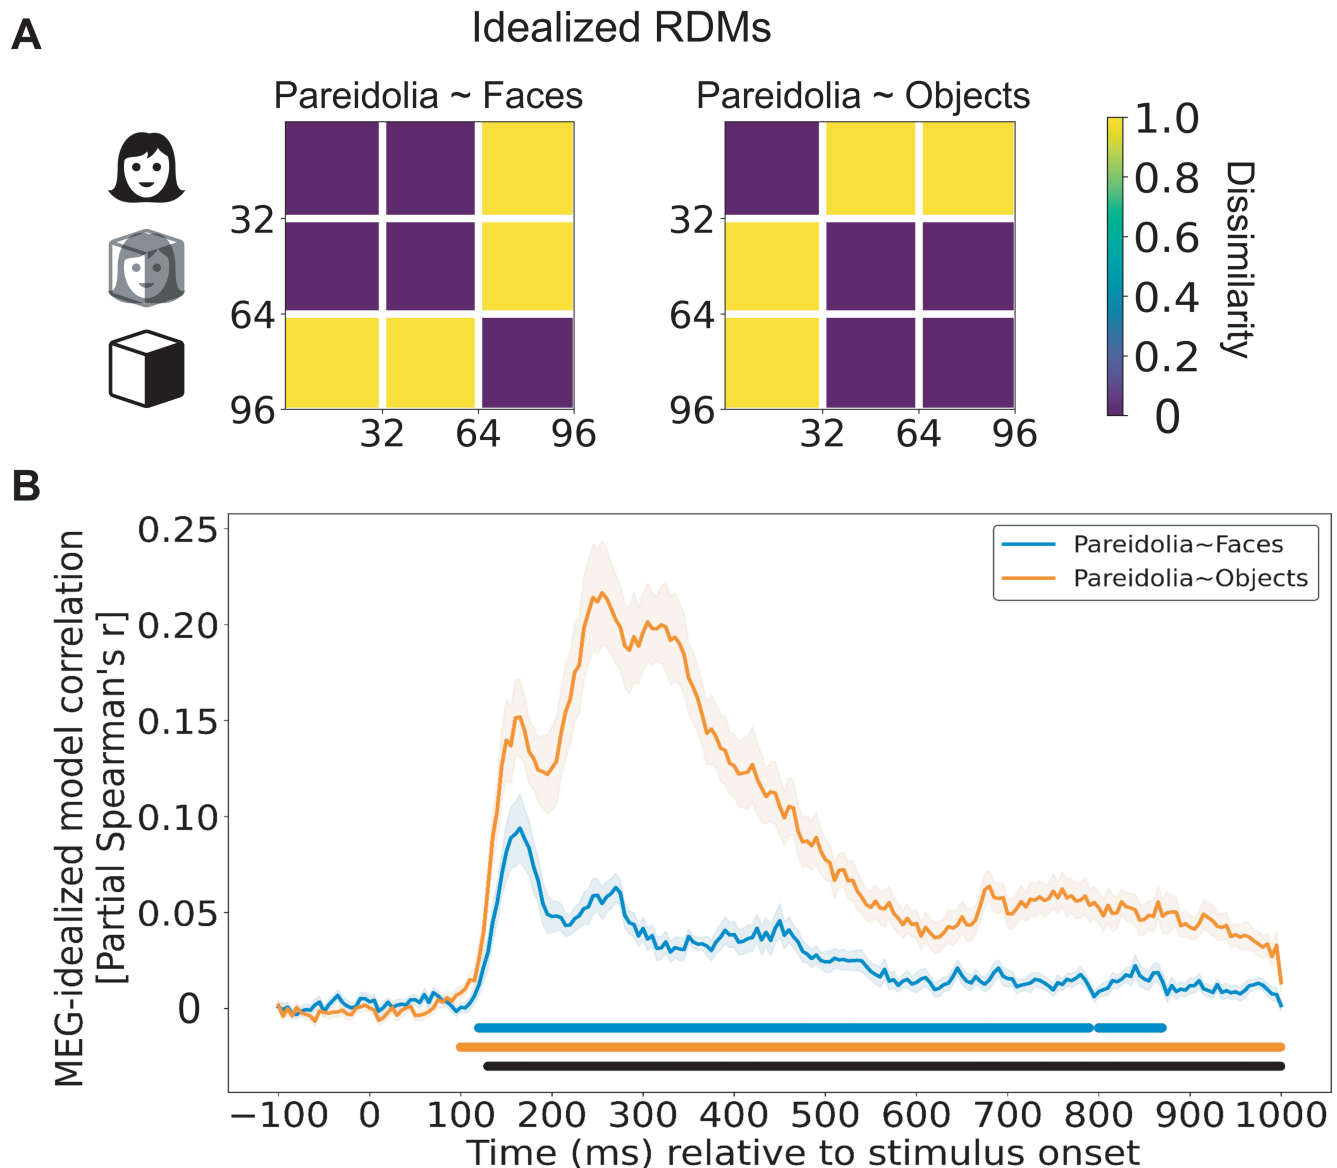 A
Idealized RDMs
Pareidolia ~ Faces
Pareidolia ~ Objects
32
64
96
32 64 96
32
64
96
32 64 96
1.0
0.8
0.6
0.4
0.2
0
Dissimilarity
B
MEG-idealized model correlation
[Partial Spearman's r]
0.25
0.20
0.15
0.10
0.05
0
Pareidolia~Faces
Pareidolia~Objects
−100 0 100 200 300 400 500 600 700 800 900 1000
Time (ms) relative to stimulus onset